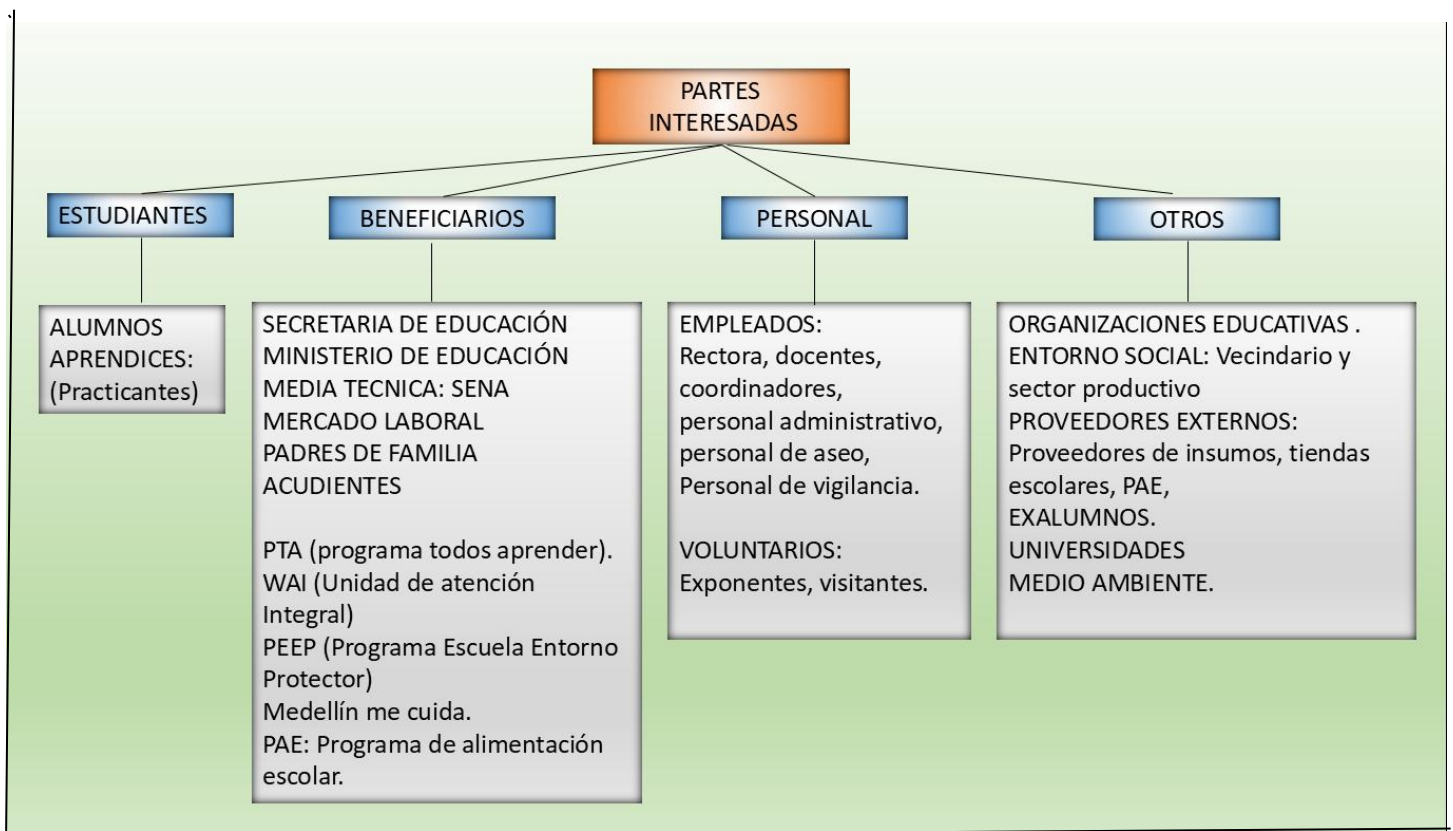 PARTES
INTERESADAS
ESTUDIANTES
BENEFICIARIOS
PERSONAL
OTROS
ALUMNOS
APRENDICES:
(Practicantes)
SECRETARIA DE EDUCACIÓN
MINISTERIO DE EDUCACIÓN
MEDIA TECNICA: SENA
MERCADO LABORAL
PADRES DE FAMILIA
ACUDIENTES
PTA (programa todos aprender).
WAI (Unidad de atención
Integral)
PEEP (Programa Escuela Entorno
Protector)
Medellín me cuida.
PAE: Programa de alimentación
escolar.
EMPLEADOS:
Rectora, docentes,
coordinadores,
personal administrativo,
personal de aseo,
Personal de vigilancia.
VOLUNTARIOS:
Exponentes, visitantes.
ORGANIZACIONES EDUCATIVAS .
ENTORNO SOCIAL: Vecindario y
sector productivo
PROVEEDORES EXTERNOS:
Proveedores de insumos, tiendas
escolares, PAE,
EXALUMNOS.
UNIVERSIDADES
MEDIO AMBIENTE.